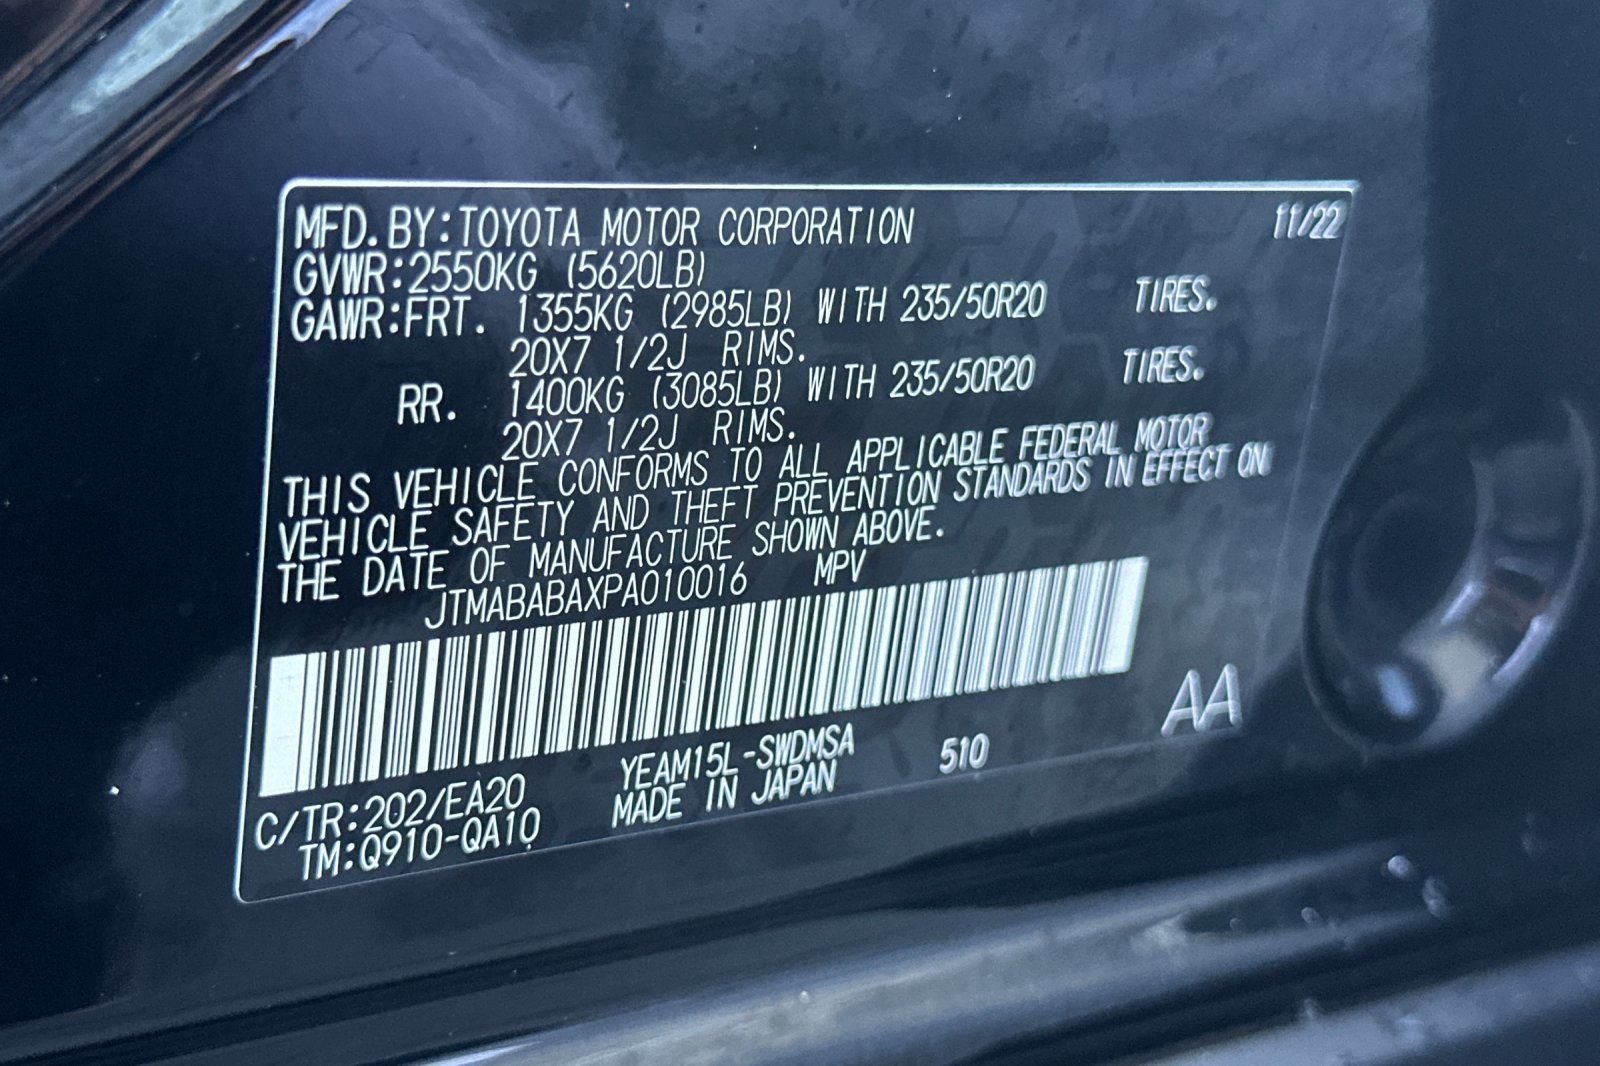 MFD.BY:TOYOTA MOTOR CORPORATION 11/22
GVWR:2550KG (5620LB)
GAWR:FRT. 1355KG (2985LB) WITH 235/50R20 TIRES.
20X7 1/2J RIMS.
RR. 1400KG (3085LB) WITH 235/50R20 TIRES.
20X7 1/2J RIMS.
THIS VEHICLE CONFORMS TO ALL APPLICABLE FEDERAL MOTOR
VEHICLE SAFETY AND THEFT PREVENTION STANDARDS IN EFFECT ON
THE DATE OF MANUFACTURE SHOWN ABOVE.
JTMABABAXPA010016 MPV
C/TR:202/EA20 YEAM15L-SWDMSA 510 AA
TM:Q910-QA10 MADE IN JAPAN